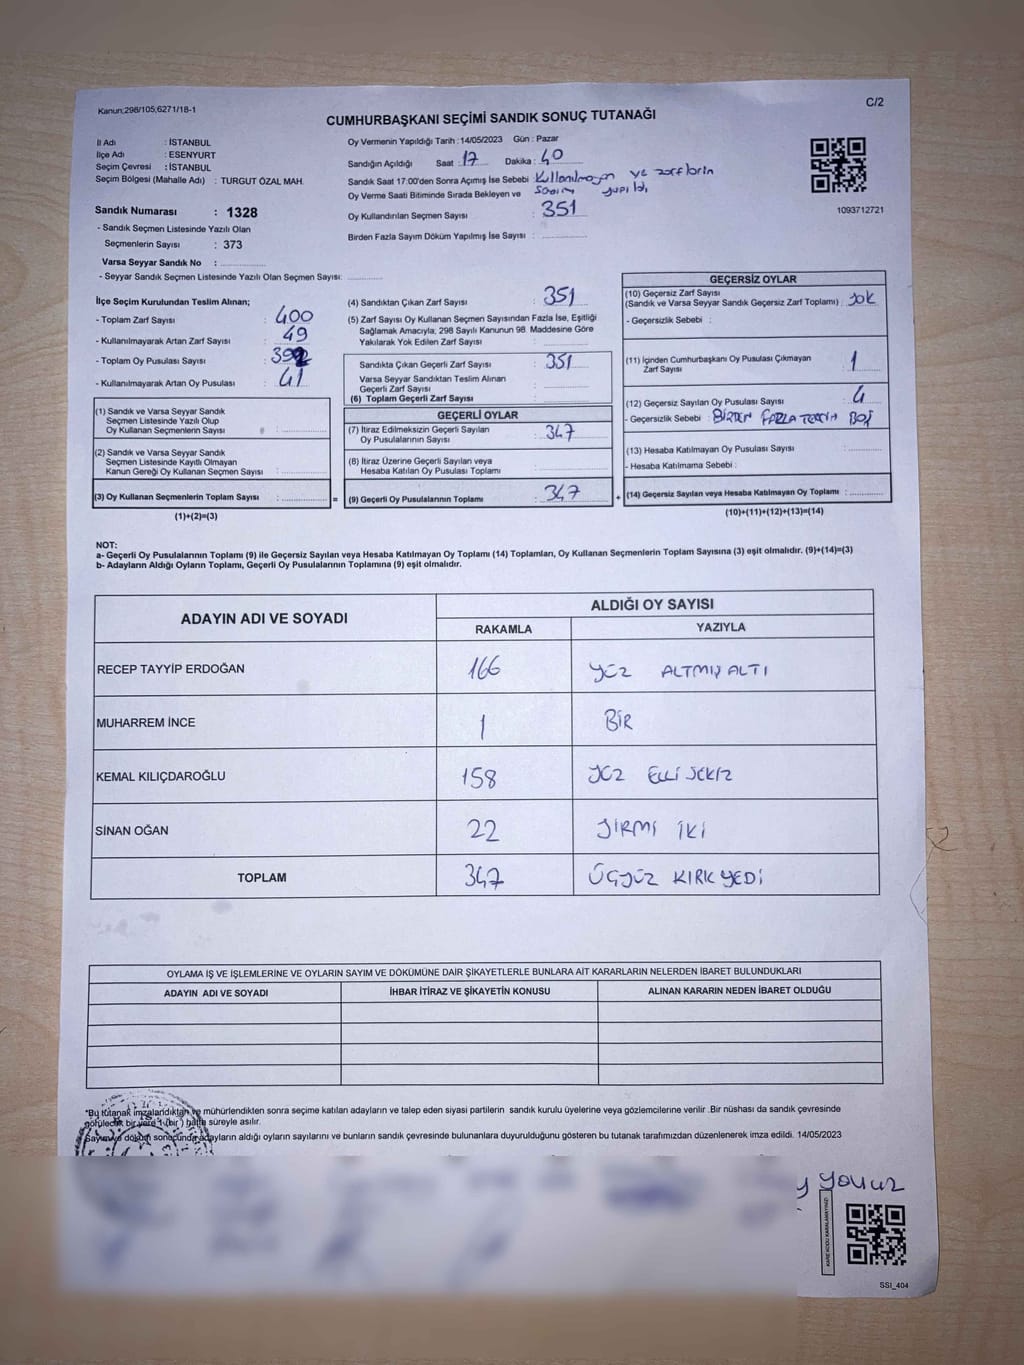 Kanun;298/105,6271/18-1
C/2
CUMHURBAŞKANI SEÇİMİ SANDIK SONUÇ TUTANAĞI
İl Adı : İSTANBUL
İlçe Adı : ESENYURT
Seçim Çevresi : İSTANBUL
Seçim Bölgesi (Mahalle Adı) : TURGUT ÖZAL MAH.
Sandık Numarası : 1328
- Sandık Seçmen Listesinde Yazılı Olan
Seçmenlerin Sayısı : 373
Varsa Seyyar Sandık No :
- Seyyar Sandık Seçmen Listesinde Yazılı Olan Seçmen Sayısı:
Oy Vermenin Yapıldığı Tarih : 14/05/2023 Gün : Pazar
Sandığın Açıldığı Saat : 17 Dakika : 40
Sandık Saat 17:00'den Sonra Açımış İse Sebebi Kullanılmayan ve zarfların
Oy Verme Saati Bitiminde Sırada Bekleyen ve sayım yapıldı,
Oy Kullandırılan Seçmen Sayısı : 351
Birden Fazla Sayım Döküm Yapılmış İse Sayısı :
1093712721
İlçe Seçim Kurulundan Teslim Alınan;
- Toplam Zarf Sayısı : 400
- Kullanılmayarak Artan Zarf Sayısı : 49
- Toplam Oy Pusulası Sayısı : 392
- Kullanılmayarak Artan Oy Pusulası : 41
(1) Sandık ve Varsa Seyyar Sandık
Seçmen Listesinde Yazılı Olup
Oy Kullanan Seçmenlerin Sayısı :
(2) Sandık ve Varsa Seyyar Sandık
Seçmen Listesinde Kayıtlı Olmayan
Kanun Gereği Oy Kullanan Seçmen Sayısı :
(3) Oy Kullanan Seçmenlerin Toplam Sayısı : =
(1)+(2)=(3)
(4) Sandıktan Çıkan Zarf Sayısı : 351
(5) Zarf Sayısı Oy Kullanan Seçmen Sayısından Fazla İse, Eşitliği
Sağlamak Amacıyla, 298 Sayılı Kanunun 98. Maddesine Göre
Yakılarak Yok Edilen Zarf Sayısı :
Sandıkta Çıkan Geçerli Zarf Sayısı : 351
Varsa Seyyar Sandıktan Teslim Alınan
Geçerli Zarf Sayısı :
(6) Toplam Geçerli Zarf Sayısı :
GEÇERLİ OYLAR
(7) İtiraz Edilmeksizin Geçerli Sayılan
Oy Pusulalarının Sayısı : 347
(8) İtiraz Üzerine Geçerli Sayılan veya
Hesaba Katılan Oy Pusulası Toplamı :
(9) Geçerli Oy Pusulalarının Toplamı : 347 +
GEÇERSİZ OYLAR
(10) Geçersiz Zarf Sayısı
(Sandık ve Varsa Seyyar Sandık Geçersiz Zarf Toplamı) : yok
- Geçersizlik Sebebi :
(11) İçinden Cumhurbaşkanı Oy Pusulası Çıkmayan
Zarf Sayısı : 1
(12) Geçersiz Sayılan Oy Pusulası Sayısı : 4
- Geçersizlik Sebebi : BİRDEN FAZLA TERCİH BOŞ
(13) Hesaba Katılmayan Oy Pusulası Sayısı :
- Hesaba Katılmama Sebebi :
(14) Geçersiz Sayılan veya Hesaba Katılmayan Oy Toplamı :
(10)+(11)+(12)+(13)=(14)
NOT:
a- Geçerli Oy Pusulalarının Toplamı (9) ile Geçersiz Sayılan veya Hesaba Katılmayan Oy Toplamı (14) Toplamları, Oy Kullanan Seçmenlerin Toplam Sayısına (3) eşit olmalıdır. (9)+(14)=(3)
b- Adayların Aldığı Oyların Toplamı, Geçerli Oy Pusulalarının Toplamına (9) eşit olmalıdır.
ADAYIN ADI VE SOYADI
ALDIĞI OY SAYISI
RAKAMLA YAZIYLA
RECEP TAYYİP ERDOĞAN 166 YÜZ ALTMIŞ ALTI
MUHARREM İNCE 1 BİR
KEMAL KILIÇDAROĞLU 158 YÜZ ELLİ SEKİZ
SİNAN OĞAN 22 YİRMİ İKİ
TOPLAM 347 ÜÇYÜZ KIRK YEDİ
OYLAMA İŞ VE İŞLEMLERİNE VE OYLARIN SAYIM VE DÖKÜMÜNE DAİR ŞİKAYETLERLE BUNLARA AİT KARARLARIN NELERDEN İBARET BULUNDUKLARI
ADAYIN ADI VE SOYADI İHBAR İTİRAZ VE ŞİKAYETİN KONUSU ALINAN KARARIN NEDEN İBARET OLDUĞU
*Bu tutanak imzalandıktan ve mühürlendikten sonra seçime katılan adayların ve talep eden siyasi partilerin sandık kurulu üyelerine veya gözlemcilerine verilir .Bir nüshası da sandık çevresinde
görülecek bir yere 1 (bir ) hafta süreyle asılır.
Sayım ve döküm sonucunda adayların aldığı oyların sayılarını ve bunların sandık çevresinde bulunanlara duyurulduğunu gösteren bu tutanak tarafımızdan düzenlenerek imza edildi. 14/05/2023
SSI_404